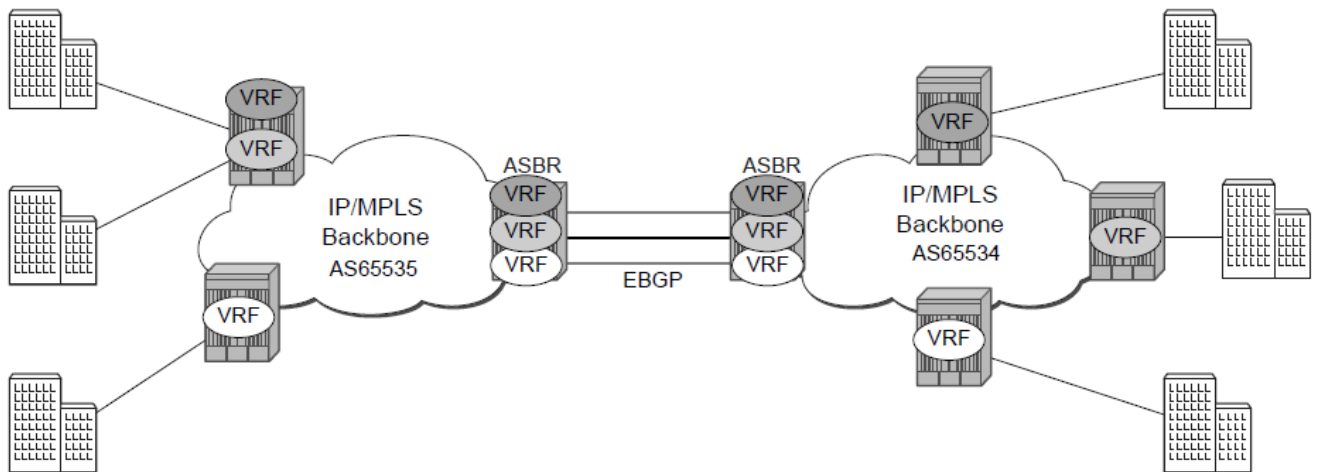 VRF
VRF
VRF
IP/MPLS
Backbone
AS65535
ASBR
VRF
VRF
VRF
EBGP
ASBR
VRF
VRF
VRF
IP/MPLS
Backbone
AS65534
VRF
VRF
VRF